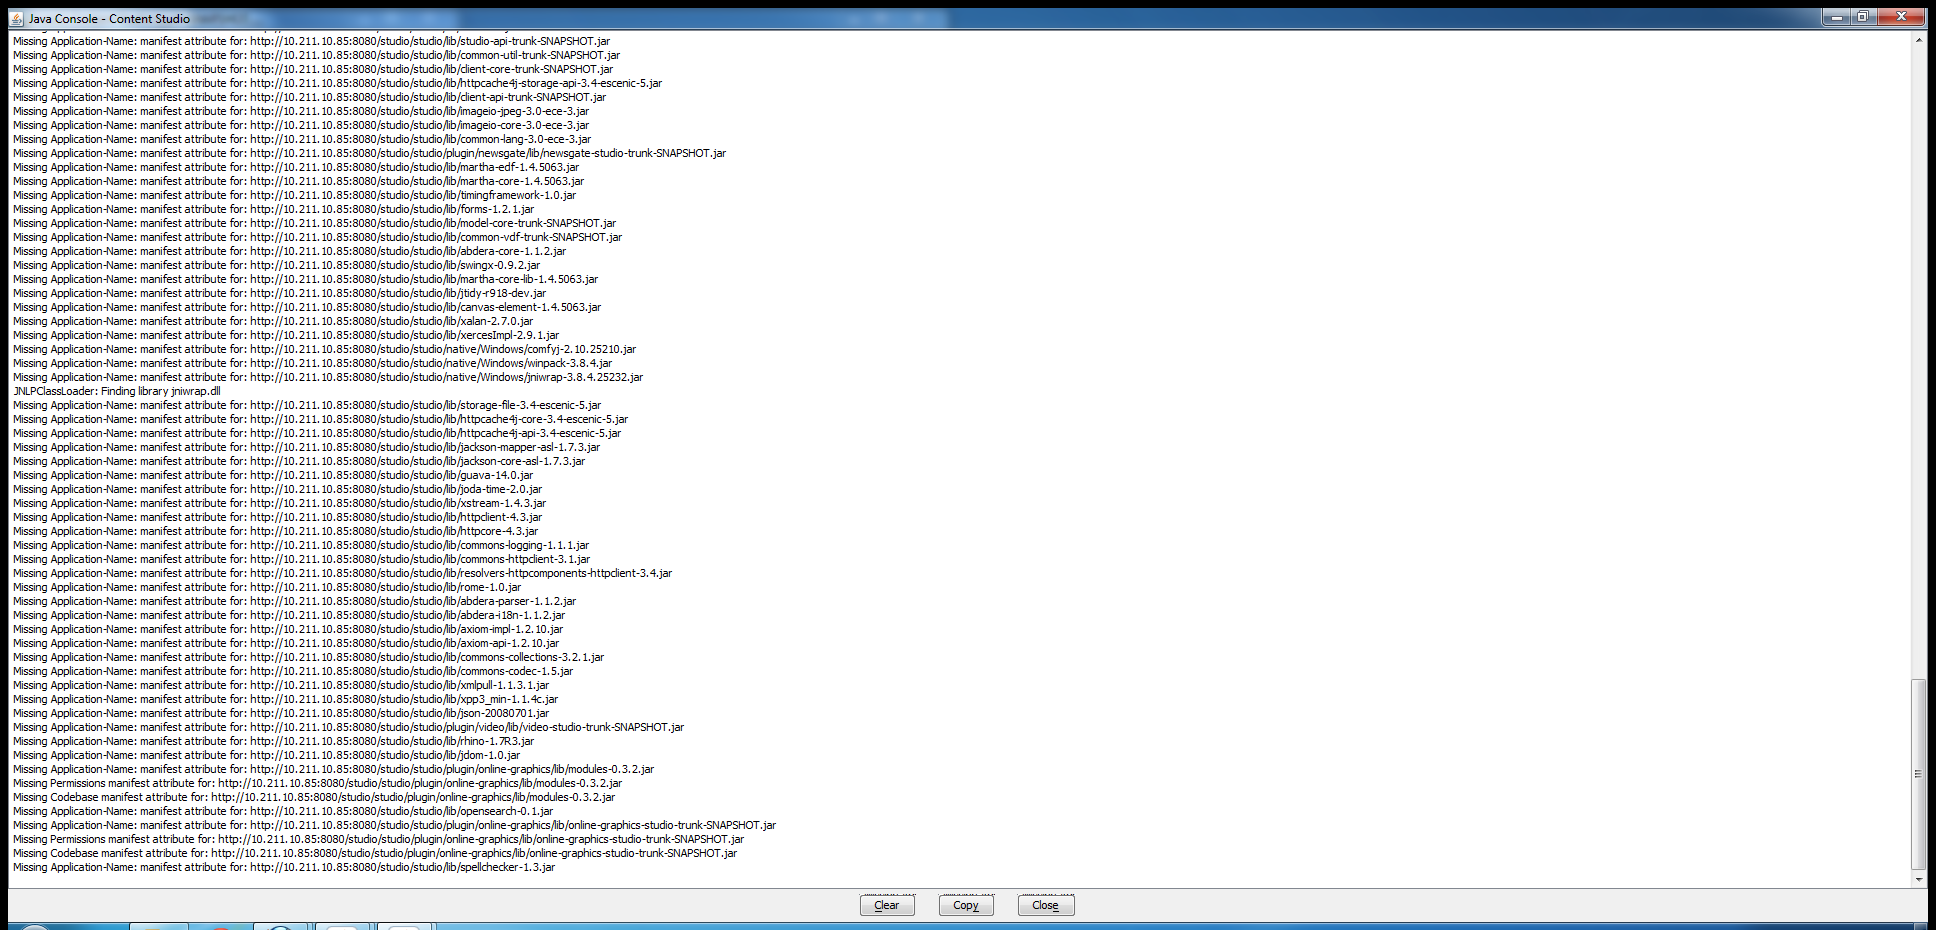 Java Console - Content Studio
Missing Application-Name: manifest attribute for: http://10.211.10.85:8080/studio/studio/lib/studio-api-trunk-SNAPSHOT.jar
Missing Application-Name: manifest attribute for: http://10.211.10.85:8080/studio/studio/lib/common-util-trunk-SNAPSHOT.jar
Missing Application-Name: manifest attribute for: http://10.211.10.85:8080/studio/studio/lib/client-core-trunk-SNAPSHOT.jar
Missing Application-Name: manifest attribute for: http://10.211.10.85:8080/studio/studio/lib/httpcache4j-storage-api-3.4-escenic-5.jar
Missing Application-Name: manifest attribute for: http://10.211.10.85:8080/studio/studio/lib/client-api-trunk-SNAPSHOT.jar
Missing Application-Name: manifest attribute for: http://10.211.10.85:8080/studio/studio/lib/imageio-jpeg-3.0-ece-3.jar
Missing Application-Name: manifest attribute for: http://10.211.10.85:8080/studio/studio/lib/imageio-core-3.0-ece-3.jar
Missing Application-Name: manifest attribute for: http://10.211.10.85:8080/studio/studio/lib/common-lang-3.0-ece-3.jar
Missing Application-Name: manifest attribute for: http://10.211.10.85:8080/studio/studio/plugin/newsgate/lib/newsgate-studio-trunk-SNAPSHOT.jar
Missing Application-Name: manifest attribute for: http://10.211.10.85:8080/studio/studio/lib/martha-edf-1.4.5063.jar
Missing Application-Name: manifest attribute for: http://10.211.10.85:8080/studio/studio/lib/martha-core-1.4.5063.jar
Missing Application-Name: manifest attribute for: http://10.211.10.85:8080/studio/studio/lib/timingframework-1.0.jar
Missing Application-Name: manifest attribute for: http://10.211.10.85:8080/studio/studio/lib/forms-1.2.1.jar
Missing Application-Name: manifest attribute for: http://10.211.10.85:8080/studio/studio/lib/model-core-trunk-SNAPSHOT.jar
Missing Application-Name: manifest attribute for: http://10.211.10.85:8080/studio/studio/lib/common-vdf-trunk-SNAPSHOT.jar
Missing Application-Name: manifest attribute for: http://10.211.10.85:8080/studio/studio/lib/abdera-core-1.1.2.jar
Missing Application-Name: manifest attribute for: http://10.211.10.85:8080/studio/studio/lib/swingx-0.9.2.jar
Missing Application-Name: manifest attribute for: http://10.211.10.85:8080/studio/studio/lib/martha-core-lib-1.4.5063.jar
Missing Application-Name: manifest attribute for: http://10.211.10.85:8080/studio/studio/lib/jtidy-r918-dev.jar
Missing Application-Name: manifest attribute for: http://10.211.10.85:8080/studio/studio/lib/canvas-element-1.4.5063.jar
Missing Application-Name: manifest attribute for: http://10.211.10.85:8080/studio/studio/lib/xalan-2.7.0.jar
Missing Application-Name: manifest attribute for: http://10.211.10.85:8080/studio/studio/lib/xercesImpl-2.9.1.jar
Missing Application-Name: manifest attribute for: http://10.211.10.85:8080/studio/studio/native/Windows/comfyj-2.10.25210.jar
Missing Application-Name: manifest attribute for: http://10.211.10.85:8080/studio/studio/native/Windows/winpack-3.8.4.jar
Missing Application-Name: manifest attribute for: http://10.211.10.85:8080/studio/studio/native/Windows/jniwrap-3.8.4.25232.jar
JNLPClassLoader: Finding library jniwrap.dll
Missing Application-Name: manifest attribute for: http://10.211.10.85:8080/studio/studio/lib/storage-file-3.4-escenic-5.jar
Missing Application-Name: manifest attribute for: http://10.211.10.85:8080/studio/studio/lib/httpcache4j-core-3.4-escenic-5.jar
Missing Application-Name: manifest attribute for: http://10.211.10.85:8080/studio/studio/lib/httpcache4j-api-3.4-escenic-5.jar
Missing Application-Name: manifest attribute for: http://10.211.10.85:8080/studio/studio/lib/jackson-mapper-asl-1.7.3.jar
Missing Application-Name: manifest attribute for: http://10.211.10.85:8080/studio/studio/lib/jackson-core-asl-1.7.3.jar
Missing Application-Name: manifest attribute for: http://10.211.10.85:8080/studio/studio/lib/guava-14.0.jar
Missing Application-Name: manifest attribute for: http://10.211.10.85:8080/studio/studio/lib/joda-time-2.0.jar
Missing Application-Name: manifest attribute for: http://10.211.10.85:8080/studio/studio/lib/xstream-1.4.3.jar
Missing Application-Name: manifest attribute for: http://10.211.10.85:8080/studio/studio/lib/httpclient-4.3.jar
Missing Application-Name: manifest attribute for: http://10.211.10.85:8080/studio/studio/lib/httpcore-4.3.jar
Missing Application-Name: manifest attribute for: http://10.211.10.85:8080/studio/studio/lib/commons-logging-1.1.1.jar
Missing Application-Name: manifest attribute for: http://10.211.10.85:8080/studio/studio/lib/commons-httpclient-3.1.jar
Missing Application-Name: manifest attribute for: http://10.211.10.85:8080/studio/studio/lib/resolvers-httpcomponents-httpclient-3.4.jar
Missing Application-Name: manifest attribute for: http://10.211.10.85:8080/studio/studio/lib/rome-1.0.jar
Missing Application-Name: manifest attribute for: http://10.211.10.85:8080/studio/studio/lib/abdera-parser-1.1.2.jar
Missing Application-Name: manifest attribute for: http://10.211.10.85:8080/studio/studio/lib/abdera-i18n-1.1.2.jar
Missing Application-Name: manifest attribute for: http://10.211.10.85:8080/studio/studio/lib/axiom-impl-1.2.10.jar
Missing Application-Name: manifest attribute for: http://10.211.10.85:8080/studio/studio/lib/axiom-api-1.2.10.jar
Missing Application-Name: manifest attribute for: http://10.211.10.85:8080/studio/studio/lib/commons-collections-3.2.1.jar
Missing Application-Name: manifest attribute for: http://10.211.10.85:8080/studio/studio/lib/commons-codec-1.5.jar
Missing Application-Name: manifest attribute for: http://10.211.10.85:8080/studio/studio/lib/xmlpull-1.1.3.1.jar
Missing Application-Name: manifest attribute for: http://10.211.10.85:8080/studio/studio/lib/xpp3_min-1.1.4c.jar
Missing Application-Name: manifest attribute for: http://10.211.10.85:8080/studio/studio/lib/json-20080701.jar
Missing Application-Name: manifest attribute for: http://10.211.10.85:8080/studio/studio/plugin/video/lib/video-studio-trunk-SNAPSHOT.jar
Missing Application-Name: manifest attribute for: http://10.211.10.85:8080/studio/studio/lib/rhino-1.7R3.jar
Missing Application-Name: manifest attribute for: http://10.211.10.85:8080/studio/studio/lib/jdom-1.0.jar
Missing Application-Name: manifest attribute for: http://10.211.10.85:8080/studio/studio/plugin/online-graphics/lib/modules-0.3.2.jar
Missing Permissions manifest attribute for: http://10.211.10.85:8080/studio/studio/plugin/online-graphics/lib/modules-0.3.2.jar
Missing Codebase manifest attribute for: http://10.211.10.85:8080/studio/studio/plugin/online-graphics/lib/modules-0.3.2.jar
Missing Application-Name: manifest attribute for: http://10.211.10.85:8080/studio/studio/lib/opensearch-0.1.jar
Missing Application-Name: manifest attribute for: http://10.211.10.85:8080/studio/studio/plugin/online-graphics/lib/online-graphics-studio-trunk-SNAPSHOT.jar
Missing Permissions manifest attribute for: http://10.211.10.85:8080/studio/studio/plugin/online-graphics/lib/online-graphics-studio-trunk-SNAPSHOT.jar
Missing Codebase manifest attribute for: http://10.211.10.85:8080/studio/studio/plugin/online-graphics/lib/online-graphics-studio-trunk-SNAPSHOT.jar
Missing Application-Name: manifest attribute for: http://10.211.10.85:8080/studio/studio/lib/spellchecker-1.3.jar
Clear Copy Close